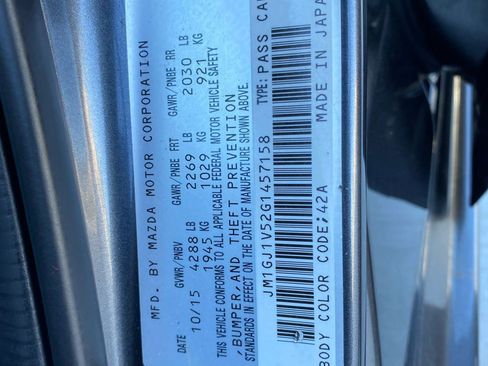 MFD. BY MAZDA MOTOR CORPORATION
DATE GVWR/PNBV GAWR/PNBE FRT GAWR/PNBE RR
10/15 4288 LB 2269 LB 2030 LB
1945 KG 1029 KG 921 KG
THIS VEHICLE CONFORMS TO ALL APPLICABLE FEDERAL MOTOR VEHICLE SAFETY
,BUMPER,AND THEFT PREVENTION
STANDARDS IN EFFECT ON THE DATE OF MANUFACTURE SHOWN ABOVE.
JM1GJ1V52G1457158 TYPE:PASS CAR
BODY COLOR CODE;42A MADE IN JAPA